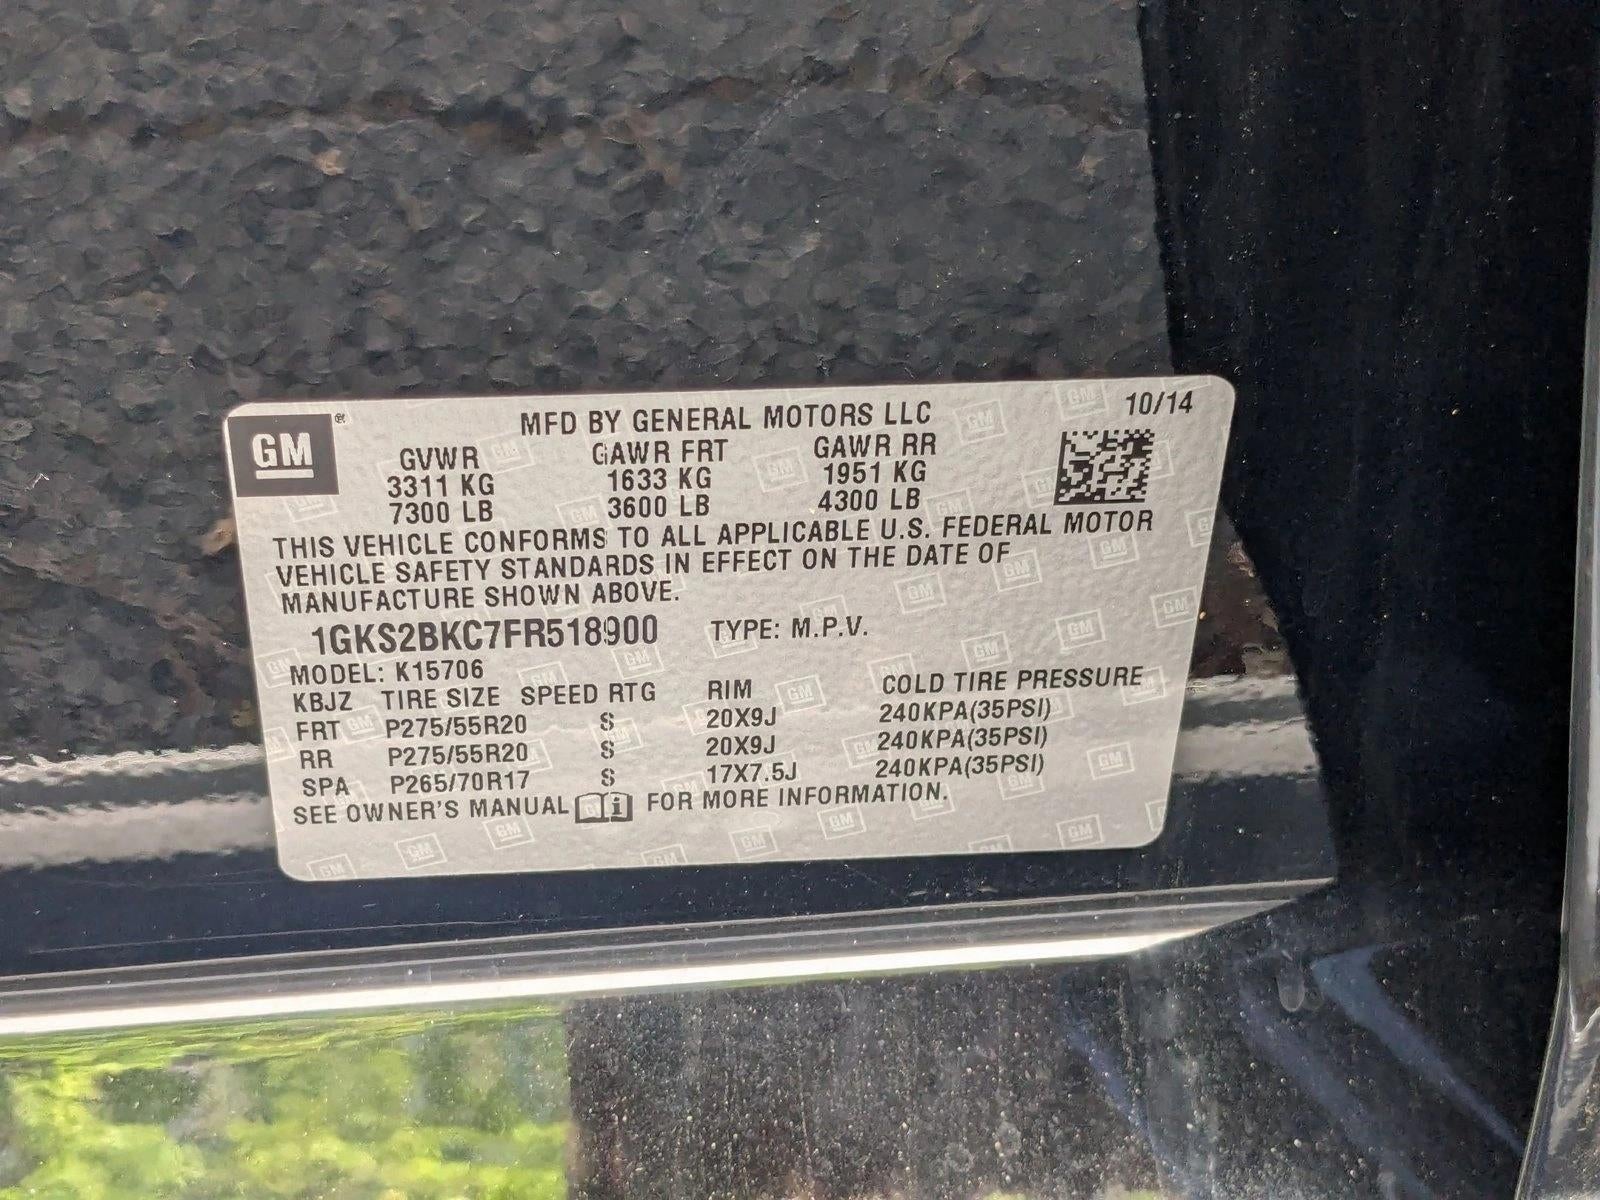 GM® MFD BY GENERAL MOTORS LLC 10/14
GVWR GAWR FRT GAWR RR
3311 KG 1633 KG 1951 KG
7300 LB 3600 LB 4300 LB
THIS VEHICLE CONFORMS TO ALL APPLICABLE U.S. FEDERAL MOTOR
VEHICLE SAFETY STANDARDS IN EFFECT ON THE DATE OF
MANUFACTURE SHOWN ABOVE.
1GKS2BKC7FR518900 TYPE: M.P.V.
MODEL: K15706
KBJZ TIRE SIZE SPEED RTG RIM COLD TIRE PRESSURE
FRT P275/55R20 S 20X9J 240KPA(35PSI)
RR P275/55R20 S 20X9J 240KPA(35PSI)
SPA P265/70R17 S 17X7.5J 240KPA(35PSI)
SEE OWNER'S MANUAL i FOR MORE INFORMATION.